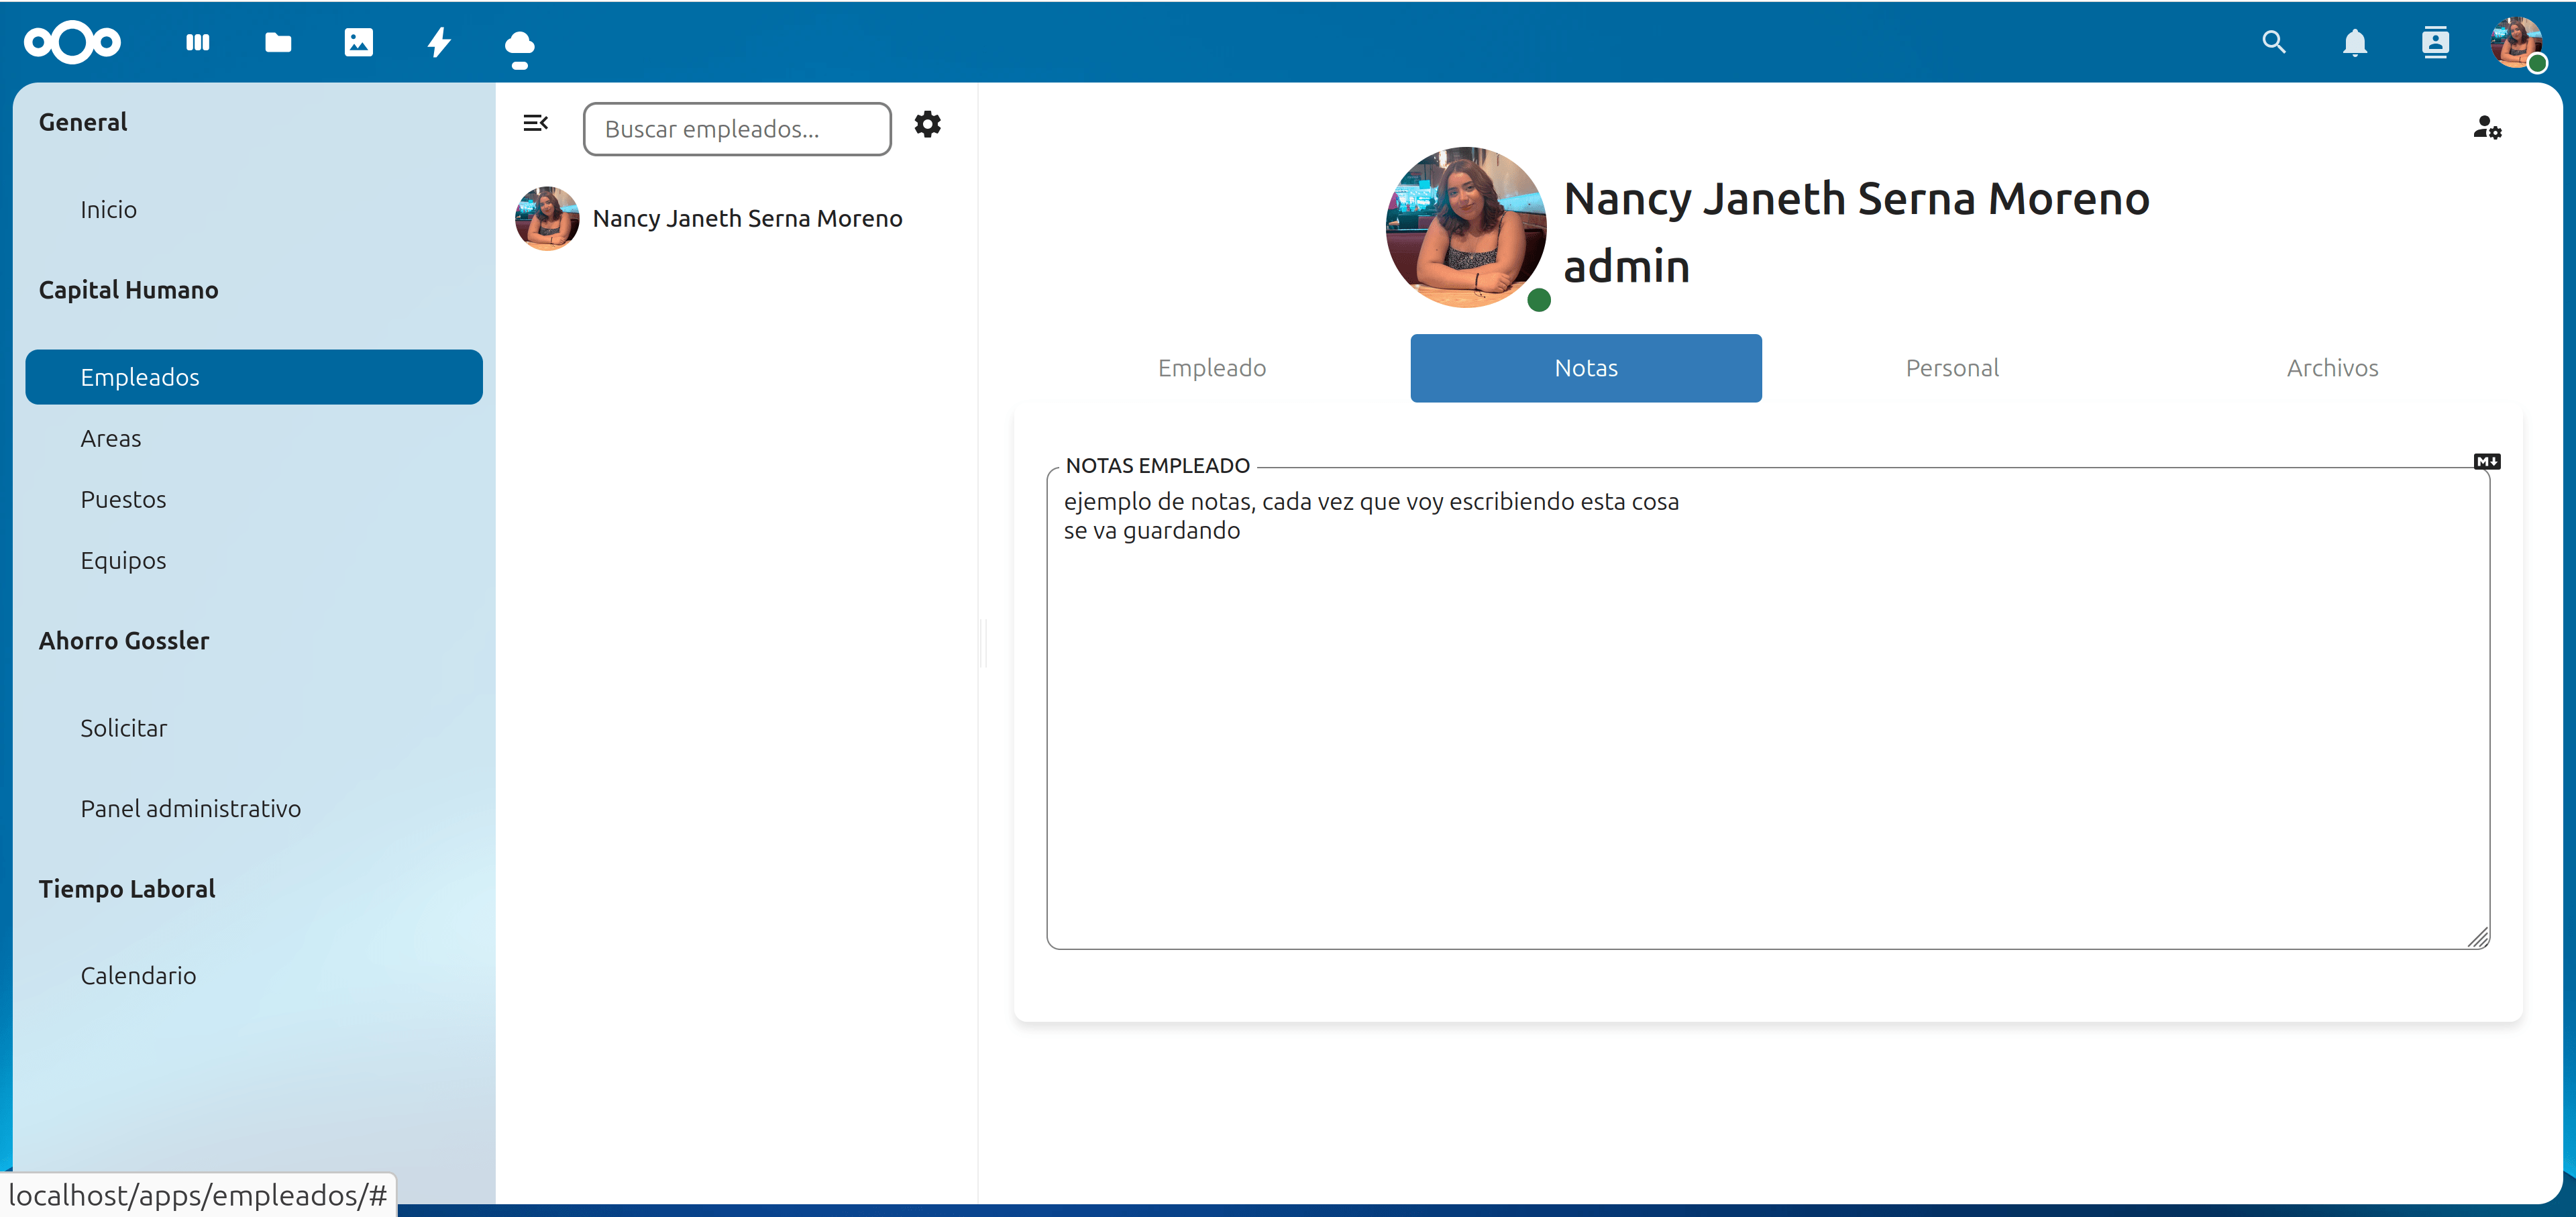 General
Inicio
Capital Humano
Empleados
Areas
Puestos
Equipos
Ahorro Gossler
Solicitar
Panel administrativo
Tiempo Laboral
Calendario
localhost/apps/empleados/#
Buscar empleados...
Nancy Janeth Serna Moreno
Nancy Janeth Serna Moreno
admin
Empleado
Notas
Personal
Archivos
NOTAS EMPLEADO
M
ejemplo de notas, cada vez que voy escribiendo esta cosa
se va guardando